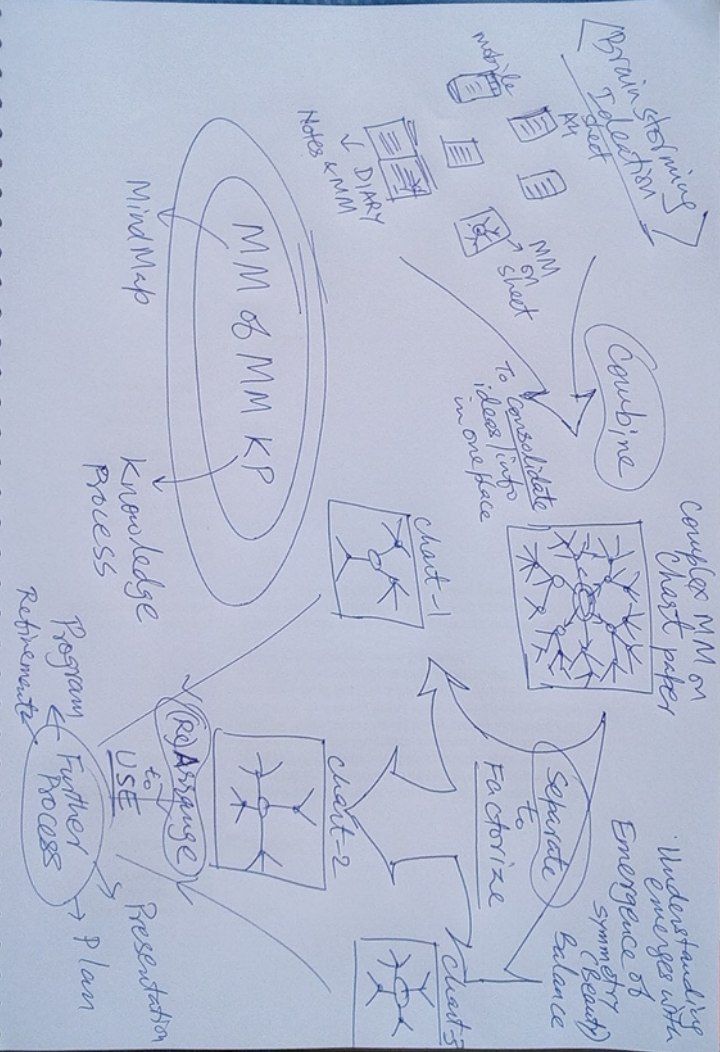 Brainstorming
Ideation
mobile
A4
sheet
MM
on
sheet
DIARY
Notes & MM
Combine
To consolidate
ideas/info
in one place
Complex MM on
Chart paper
Understanding
emerges with
Emergence of
symmetry
(Beauty)
Balance
Separate
to
Factorize
Chart-1
Chart-2
Chart-3
MM of MM KP
MindMap
Knowledge
Process
(Re)Arrange
to
USE
Further
Process
Program
Refinements
Presentation
Plan